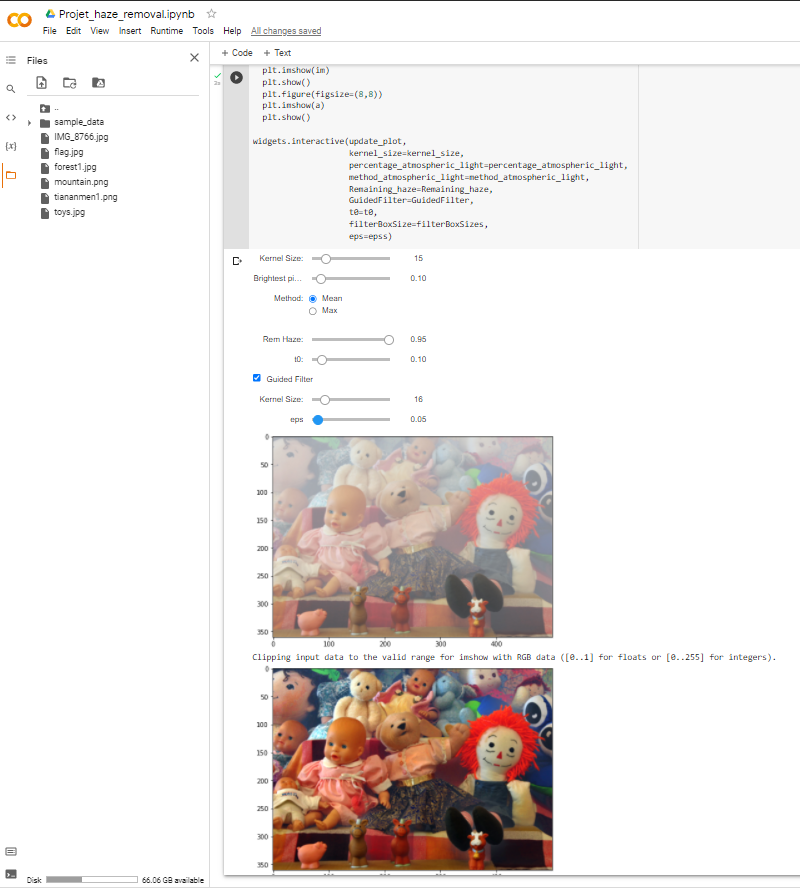 CO
Projet_haze_removal.ipynb
File Edit View Insert Runtime Tools Help All changes saved
Files
+ Code + Text
..
sample_data
IMG_8766.jpg
flag.jpg
forest1.jpg
mountain.png
tiananmen1.png
toys.jpg
{x}
2s
plt.imshow(im)
plt.show()
plt.figure(figsize=(8,8))
plt.imshow(a)
plt.show()
widgets.interactive(update_plot,
kernel_size=kernel_size,
percentage_atmospheric_light=percentage_atmospheric_light,
method_atmospheric_light=method_atmospheric_light,
Remaining_haze=Remaining_haze,
GuidedFilter=GuidedFilter,
t0=t0,
filterBoxSize=filterBoxSizes,
eps=epss)
Kernel Size: 15
Brightest pi... 0.10
Method: Mean
Max
Rem Haze: 0.95
t0: 0.10
Guided Filter
Kernel Size: 16
eps 0.05
0
50
100
150
200
250
300
350
0 100 200 300 400
Clipping input data to the valid range for imshow with RGB data ([0..1] for floats or [0..255] for integers).
0
50
100
150
200
250
300
350
Disk 66.06 GB available